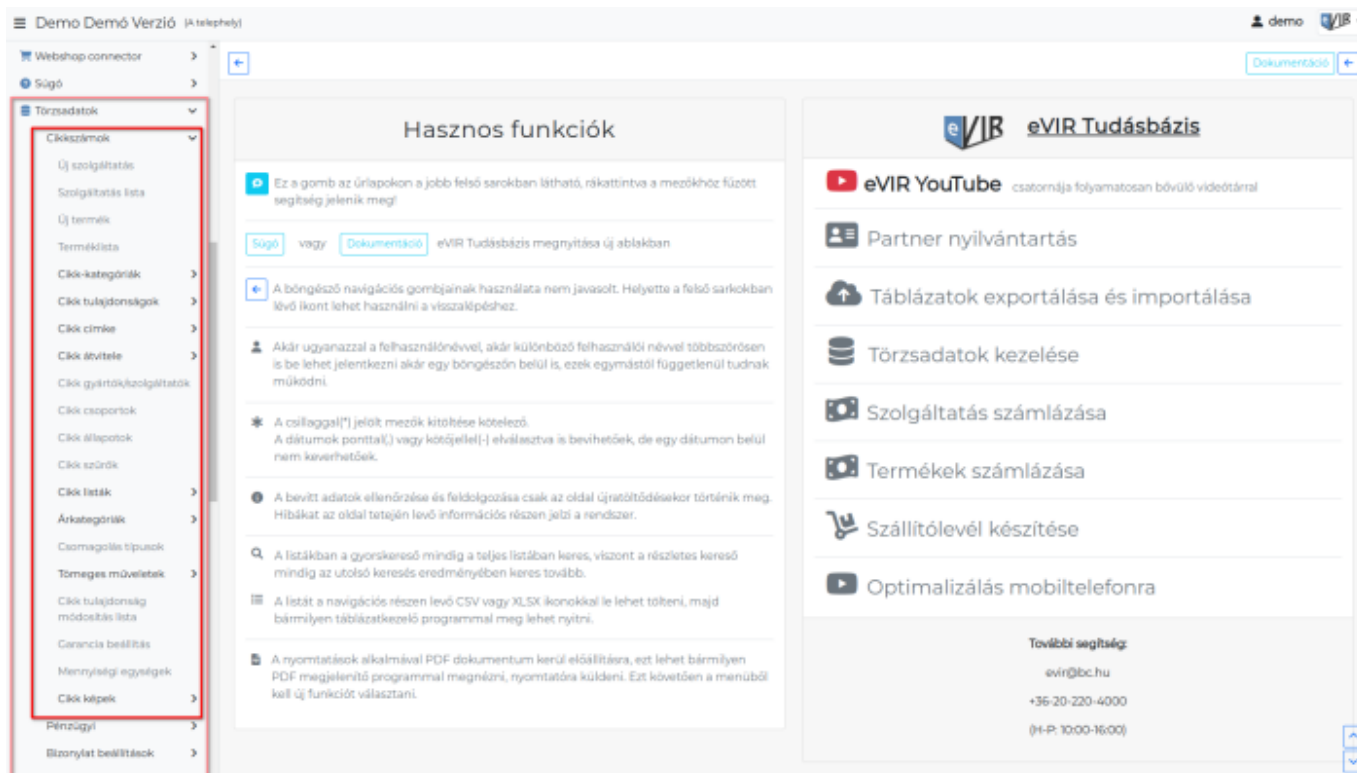 Demo Demó Verzió (A telephely)
demo
eVIR
Webshop connector
Súgó
Törzsadatok
Cikkszámok
Új szolgáltatás
Szolgáltatás lista
Új termék
Terméklista
Cikk-kategóriák
Cikk tulajdonságok
Cikk címke
Cikk átvitele
Cikk gyártók/szolgáltatók
Cikk csoportok
Cikk állapotok
Cikk szűrők
Cikk listák
Árkategóriák
Csomagolás típusok
Tömeges műveletek
Cikk tulajdonság
módosítás lista
Garancia beállítás
Mennyiségi egységek
Cikk képek
Pénzügyi
Bizonylat beállítások
Dokumentáció
Hasznos funkciók
Ez a gomb az űrlapokon a jobb felső sarokban látható, rákattintva a mezőkhöz fűzött
segítség jelenik meg!
Súgó vagy Dokumentáció eVIR Tudásbázis megnyitása új ablakban
A böngésző navigációs gombjainak használata nem javasolt. Helyette a felső sarkokban
lévő ikont lehet használni a visszalépéshez.
Akár ugyanazzal a felhasználónévvel, akár különböző felhasználói névvel többszörösen
is be lehet jelentkezni akár egy böngészőn belül is, ezek egymástól függetlenül tudnak
működni.
A csillaggal(*) jelölt mezők kitöltése kötelező.
A dátumok ponttal(.) vagy kötőjellel(-) elválasztva is bevihetőek, de egy dátumon belül
nem keverhetőek.
A bevitt adatok ellenőrzése és feldolgozása csak az oldal újratöltődésekor történik meg.
Hibákat az oldal tetején levő információs részen jelzi a rendszer.
A listákban a gyorskereső mindig a teljes listában keres, viszont a részletes kereső
mindig az utolsó keresés eredményében keres tovább.
A listát a navigációs részen levő CSV vagy XLSX ikonokkal le lehet tölteni, majd
bármilyen táblázatkezelő programmal meg lehet nyitni.
A nyomtatások alkalmával PDF dokumentum kerül előállításra, ezt lehet bármilyen
PDF megjelenítő programmal megnézni, nyomtatóra küldeni. Ezt követően a menüből
kell új funkciót választani.
eVIR eVIR Tudásbázis
eVIR YouTube csatornája folyamatosan bővülő videótárral
Partner nyilvántartás
Táblázatok exportálása és importálása
Törzsadatok kezelése
Szolgáltatás számlázása
Termékek számlázása
Szállítólevél készítése
Optimalizálás mobiltelefonra
További segítség:
evir@bc.hu
+36-20-220-4000
(H-P: 10:00-16:00)